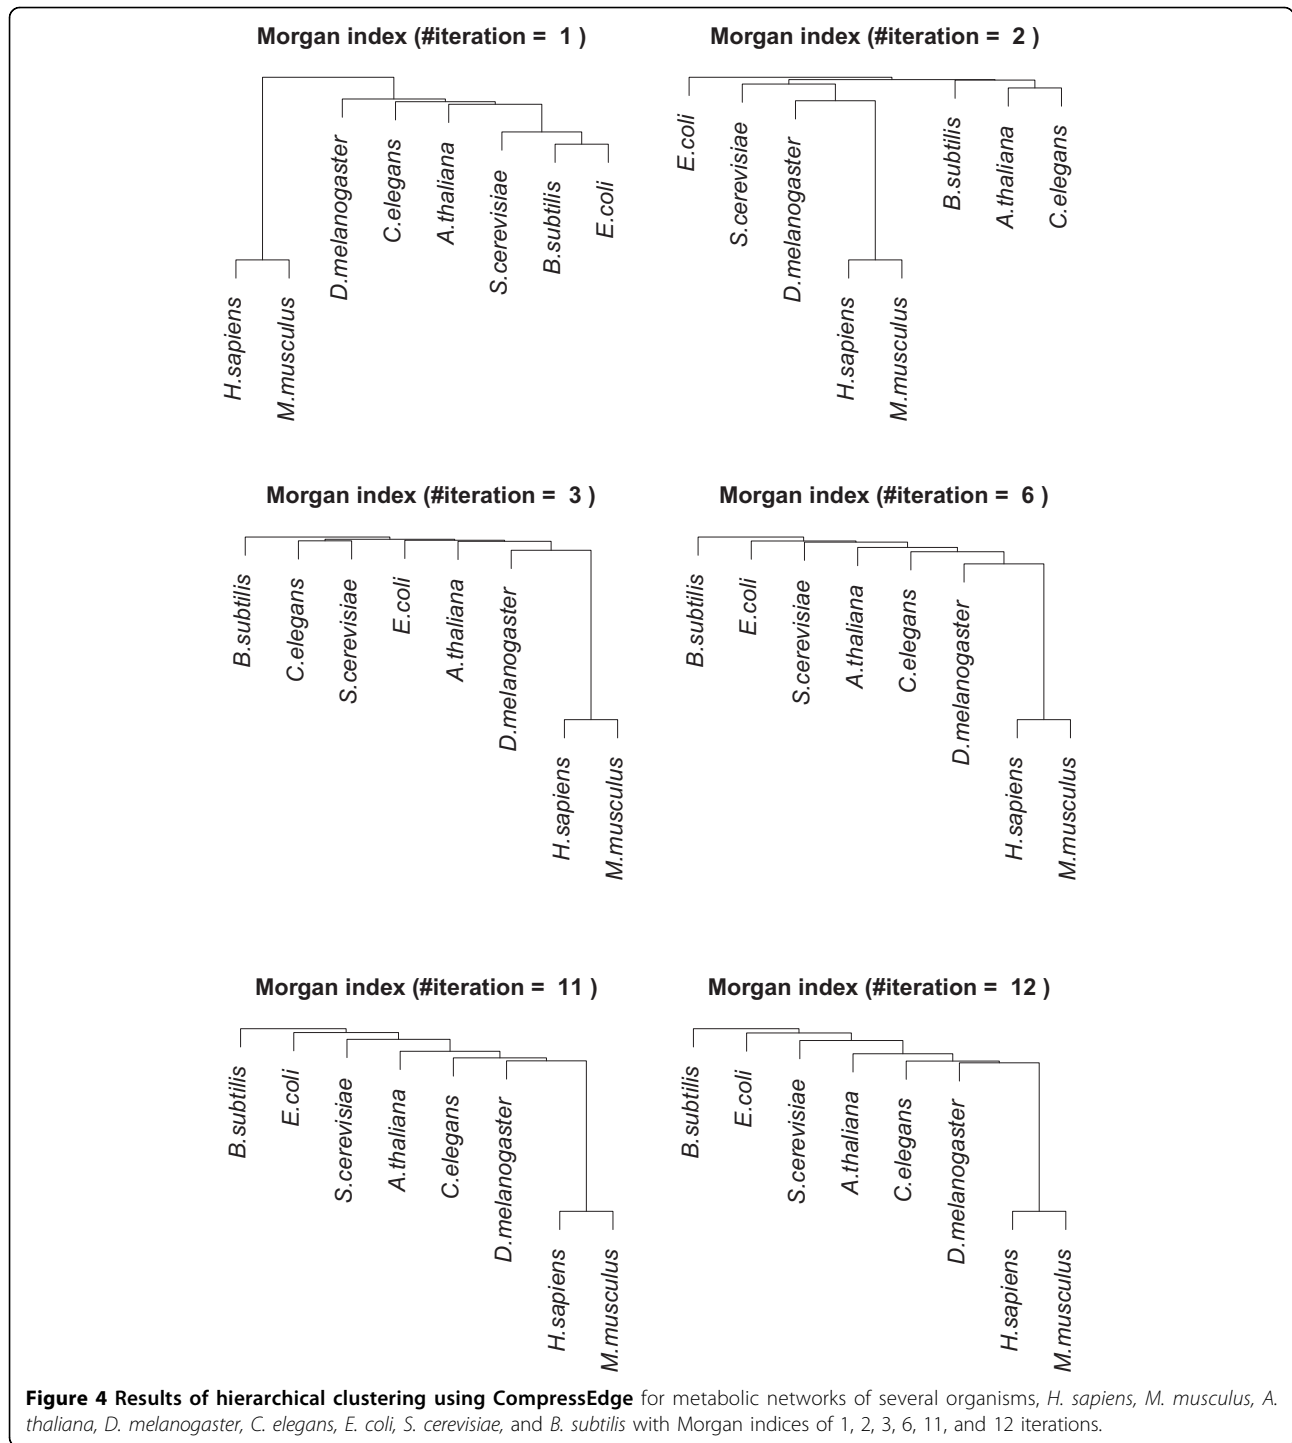 Morgan index (#iteration = 1 )
H.sapiens
M.musculus
D.melanogaster
C.elegans
A.thaliana
S.cerevisiae
B.subtilis
E.coli
Morgan index (#iteration = 2 )
E.coli
S.cerevisiae
D.melanogaster
H.sapiens
M.musculus
B.subtilis
A.thaliana
C.elegans
Morgan index (#iteration = 3 )
B.subtilis
C.elegans
S.cerevisiae
E.coli
A.thaliana
D.melanogaster
H.sapiens
M.musculus
Morgan index (#iteration = 6 )
B.subtilis
E.coli
S.cerevisiae
A.thaliana
C.elegans
D.melanogaster
H.sapiens
M.musculus
Morgan index (#iteration = 11 )
B.subtilis
E.coli
S.cerevisiae
A.thaliana
C.elegans
D.melanogaster
H.sapiens
M.musculus
Morgan index (#iteration = 12 )
B.subtilis
E.coli
S.cerevisiae
A.thaliana
C.elegans
D.melanogaster
H.sapiens
M.musculus
Figure 4 Results of hierarchical clustering using CompressEdge for metabolic networks of several organisms, H. sapiens, M. musculus, A.
thaliana, D. melanogaster, C. elegans, E. coli, S. cerevisiae, and B. subtilis with Morgan indices of 1, 2, 3, 6, 11, and 12 iterations.